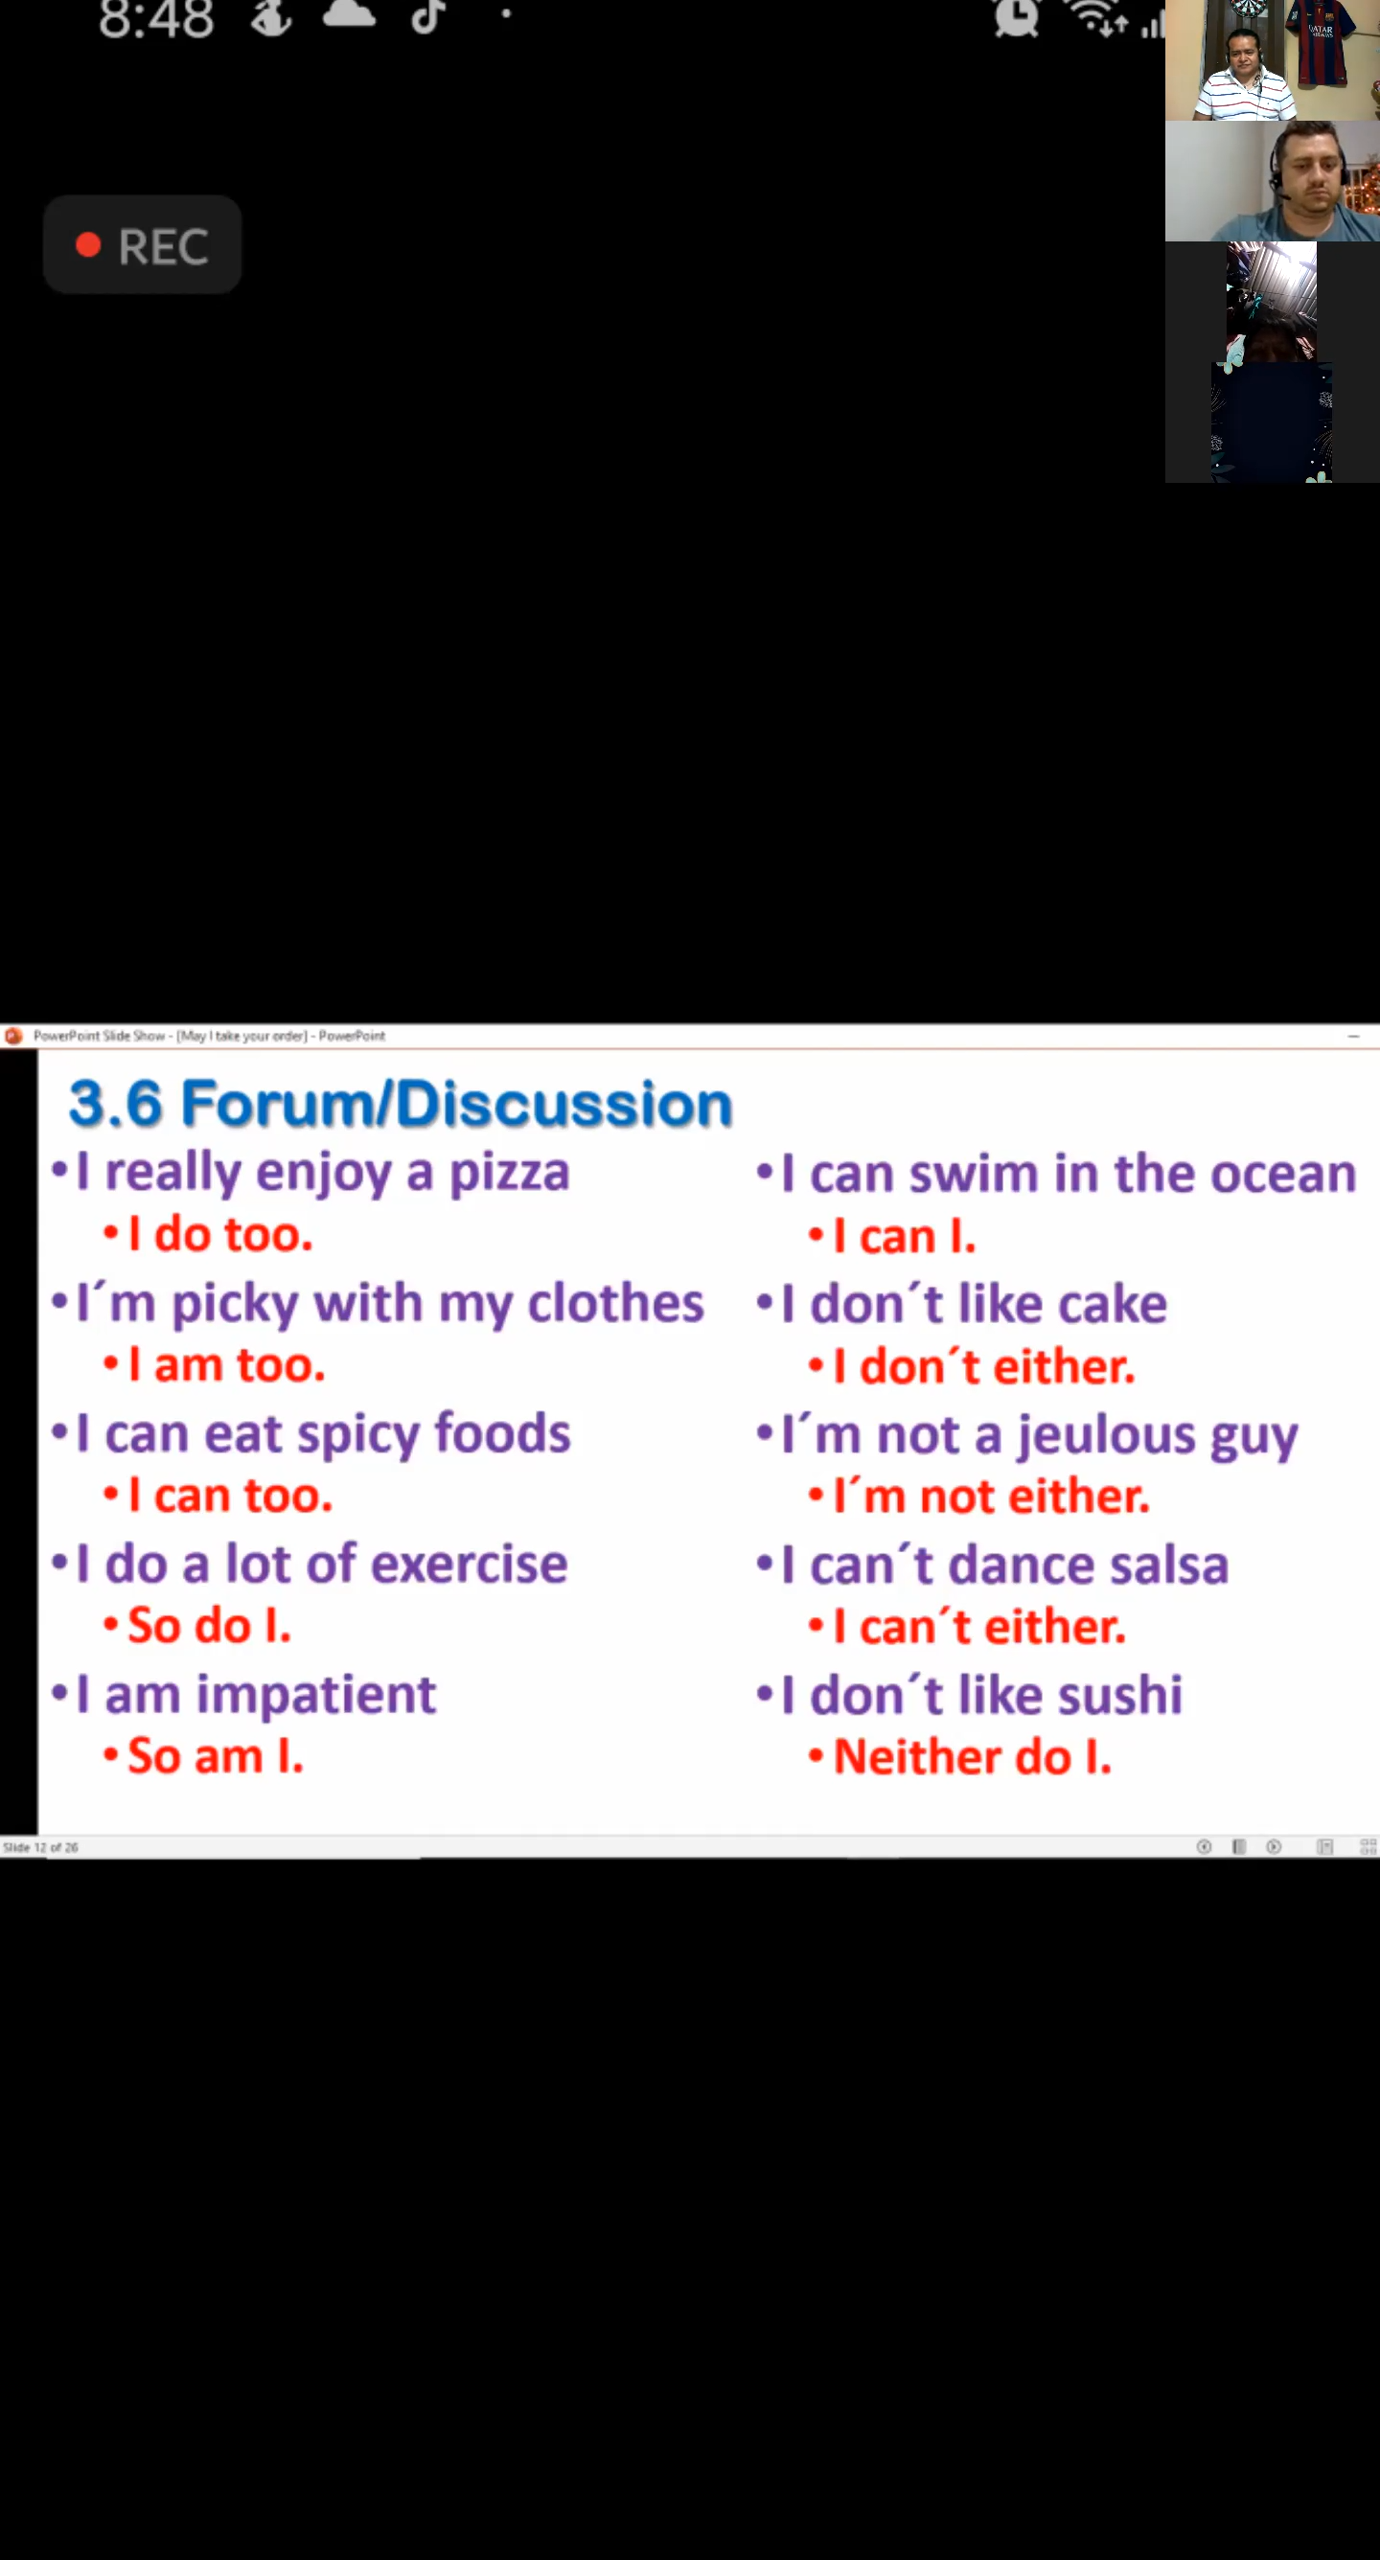 8:48
REC
QATAR
PowerPoint Slide Show - [May I take your order] - PowerPoint
3.6 Forum/Discussion
•I really enjoy a pizza
•I do too.
•I´m picky with my clothes
•I am too.
•I can eat spicy foods
•I can too.
•I do a lot of exercise
•So do I.
•I am impatient
•So am I.
•I can swim in the ocean
•I can I.
•I don´t like cake
•I don´t either.
•I´m not a jeulous guy
•I´m not either.
•I can´t dance salsa
•I can´t either.
•I don´t like sushi
•Neither do I.
Slide 12 of 26